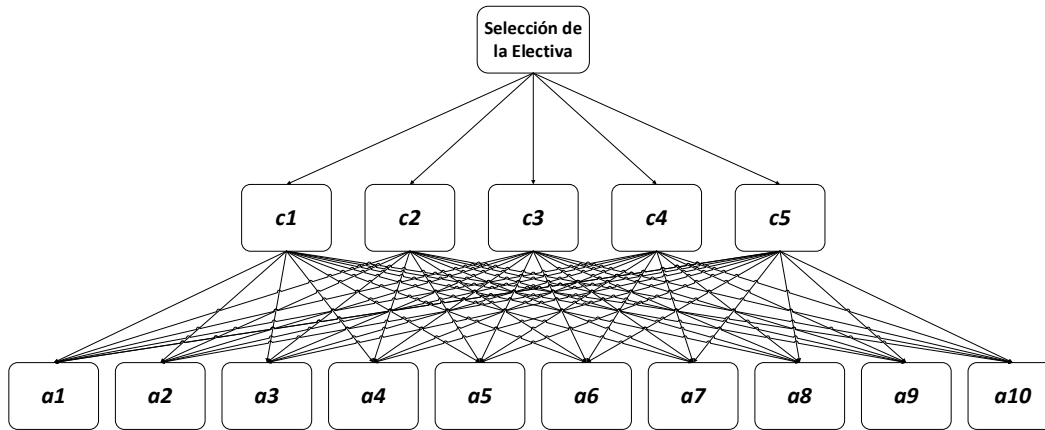 Selección de
la Electiva
c1
c2
c3
c4
c5
a1
a2
a3
a4
a5
a6
a7
a8
a9
a10